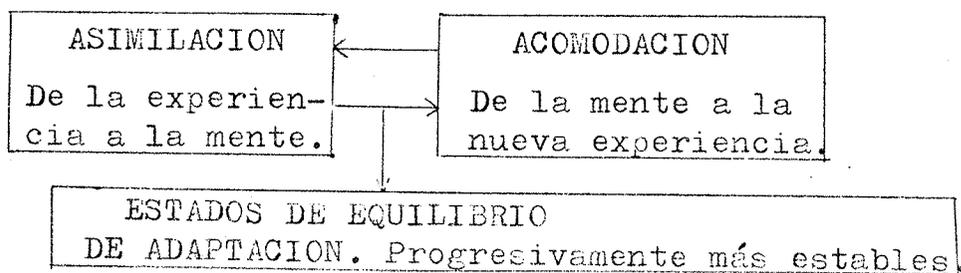 ASIMILACION
De la experien-
cia a la mente.
ACOMODACION
De la mente a la
nueva experiencia.
ESTADOS DE EQUILIBRIO
DE ADAPTACION. Progresivamente más estables.